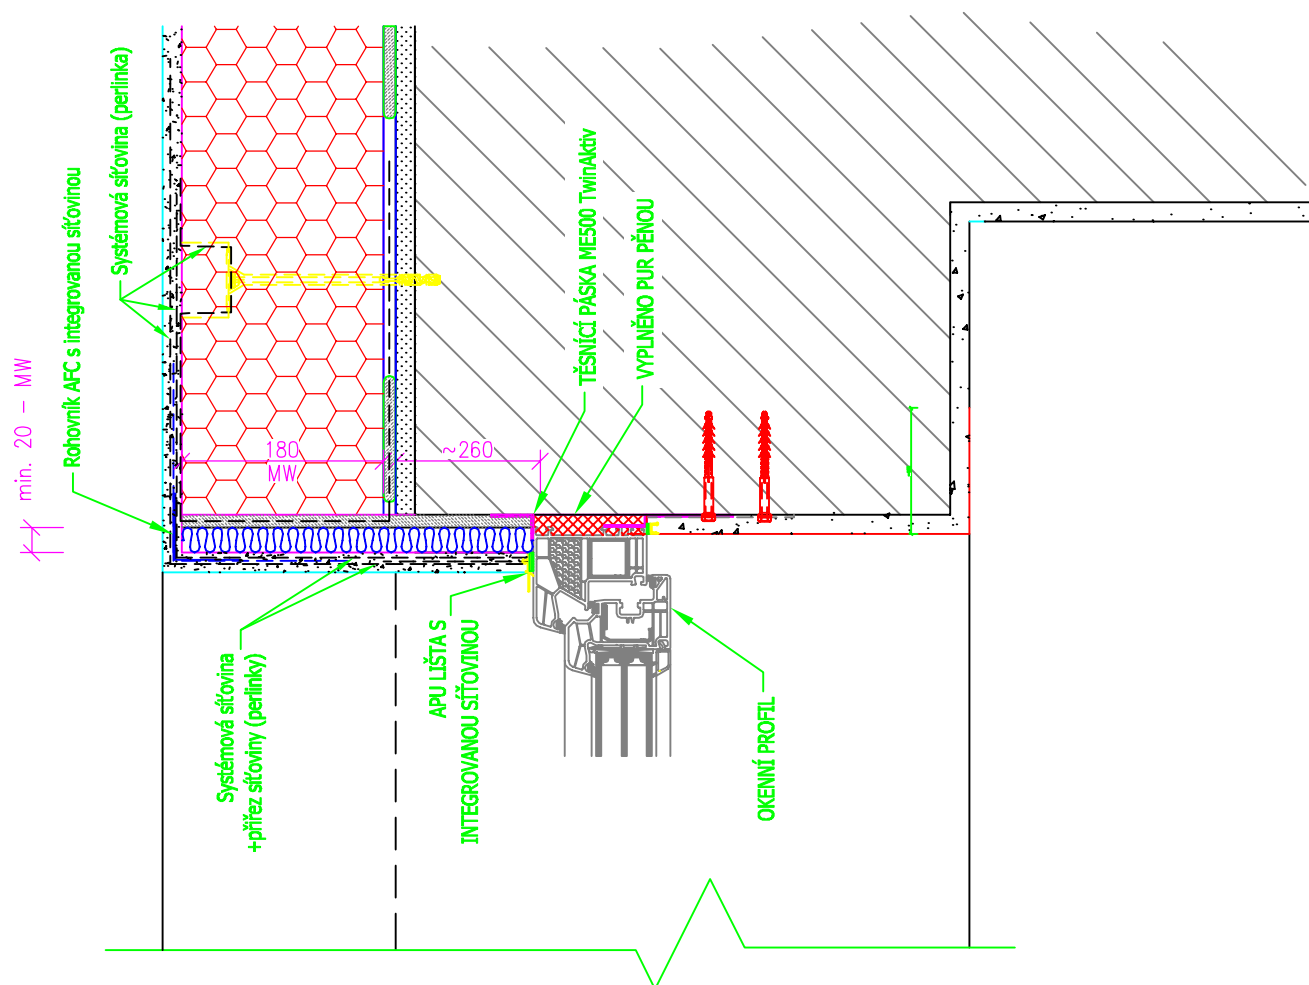 min. 20 – MW
Rohovník AFC s integrovanou síťovinou
Systémová síťovina (perlinka)
180
MW
~260
TĚSNÍCÍ PÁSKA ME500 TwinAktiv
VYPLNĚNO PUR PĚNOU
Systémová síťovina
+přířez síťoviny (perlinky)
APU LIŠTA S
INTEGROVANOU SÍŤOVINOU
OKENNÍ PROFIL